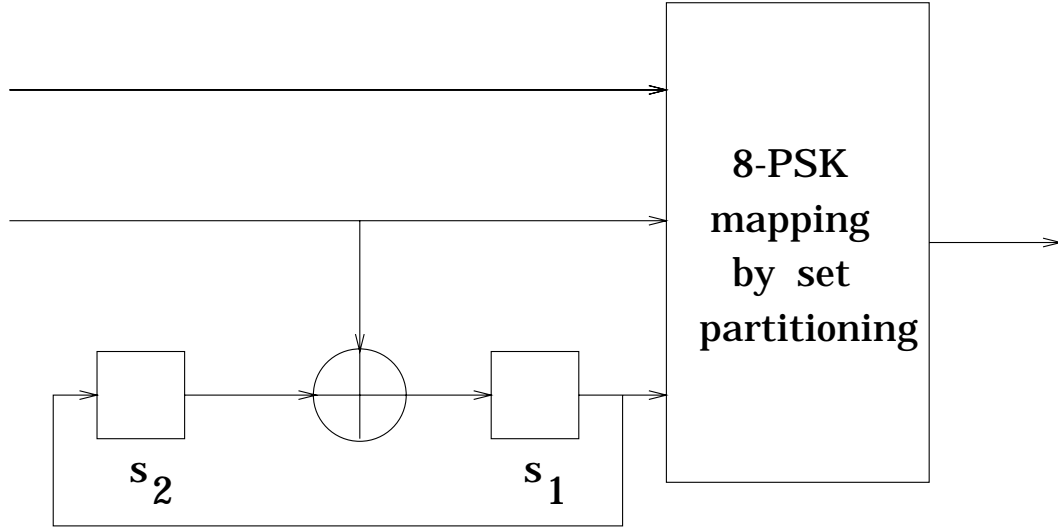 8-PSK
mapping
by set
partitioning
s2
s1